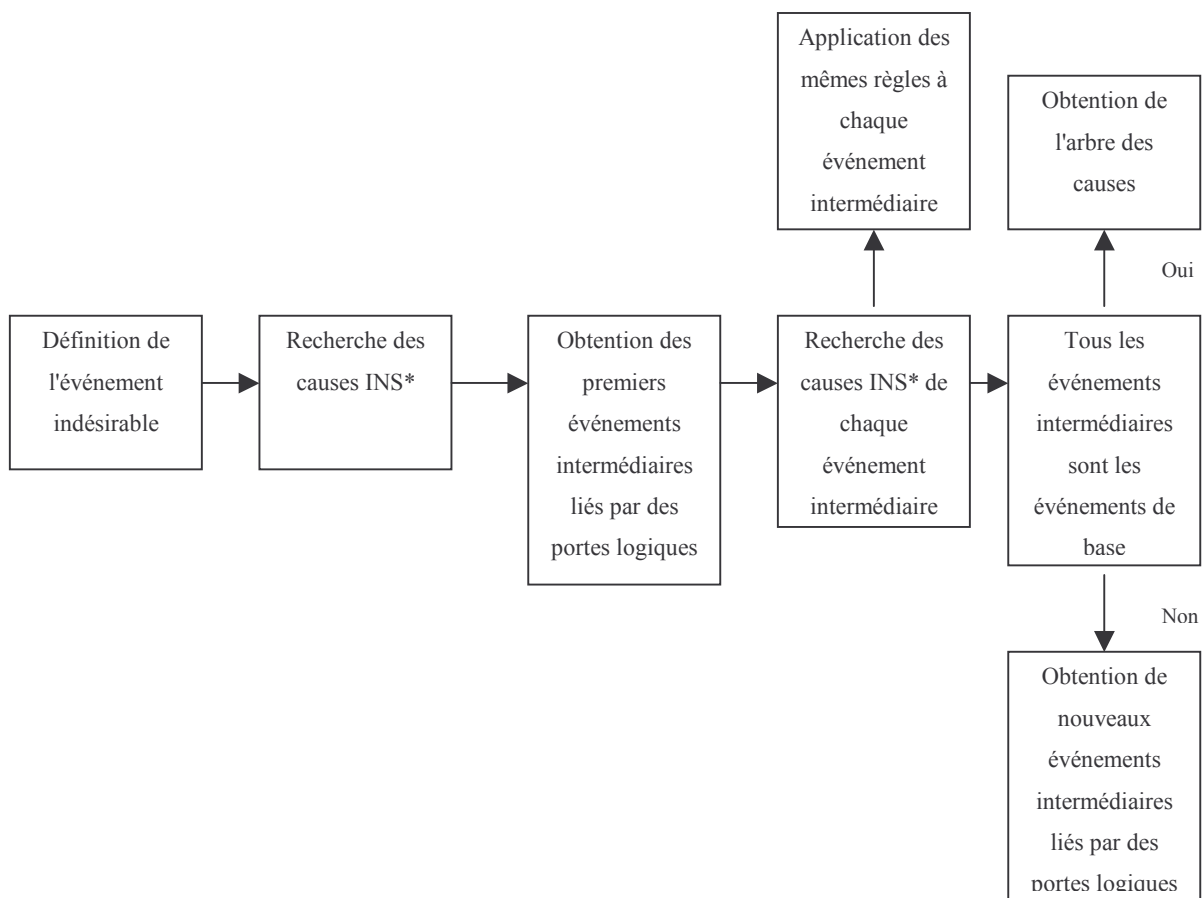 Application des
mêmes règles à
chaque
événement
intermédiaire
Obtention de
l'arbre des
causes
Oui
Définition de
l'événement
indésirable
Recherche des
causes INS*
Obtention des
premiers
événements
intermédiaires
liés par des
portes logiques
Recherche des
causes INS* de
chaque
événement
intermédiaire
Tous les
événements
intermédiaires
sont les
événements de
base
Non
Obtention de
nouveaux
événements
intermédiaires
liés par des
portes logiques